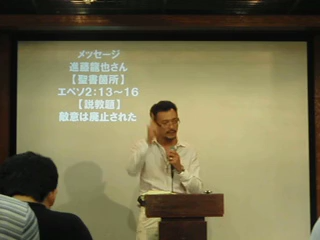 メッセージ
進藤龍也さん
【聖書箇所】
エペソ2:13～16
【説教題】
敵意は廃止された